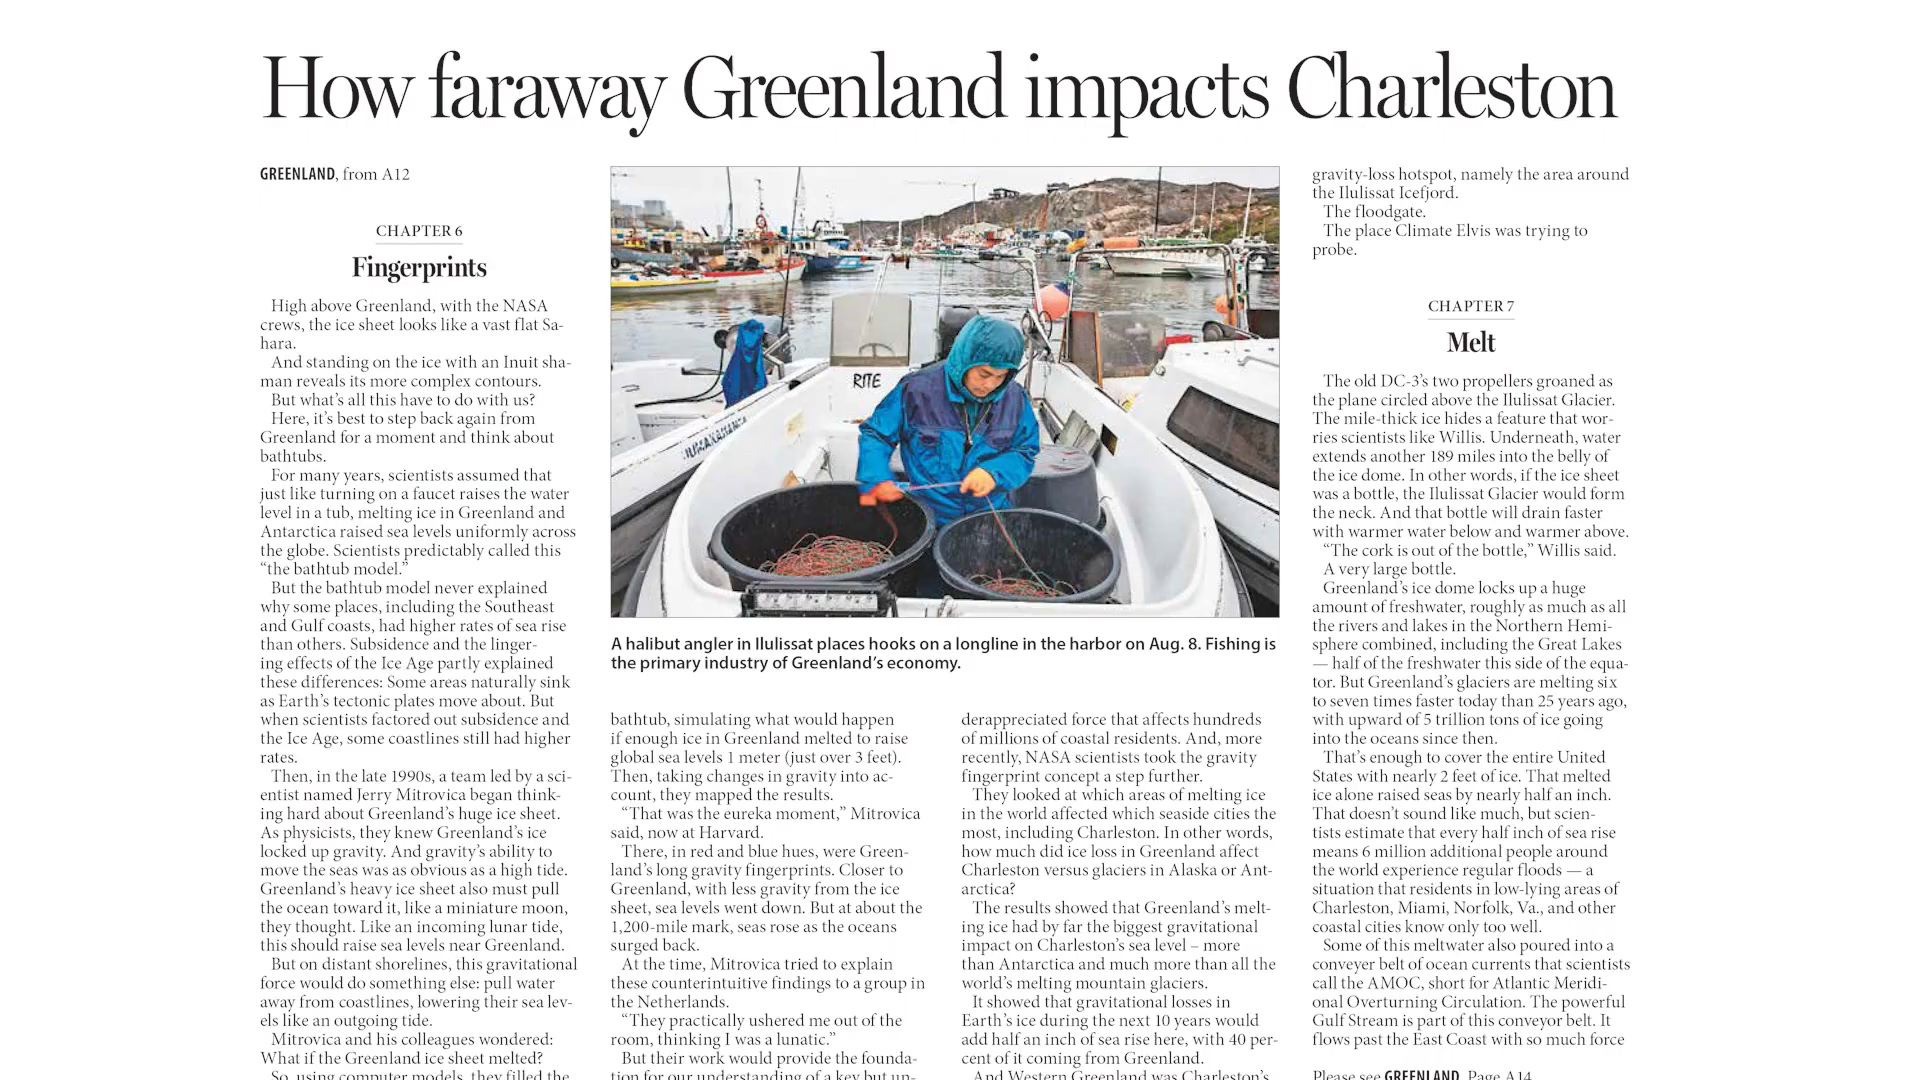 How faraway Greenland impacts Charleston
GREENLAND, from A12
CHAPTER 6
Fingerprints
High above Greenland, with the NASA
crews, the ice sheet looks like a vast flat Sa-
hara.
And standing on the ice with an Inuit sha-
man reveals its more complex contours.
But what's all this have to do with us?
Here, it's best to step back again from
Greenland for a moment and think about
bathtubs.
For many years, scientists assumed that
just like turning on a faucet raises the water
level in a tub, melting ice in Greenland and
Antarctica raised sea levels uniformly across
the globe. Scientists predictably called this
“the bathtub model.”
But the bathtub model never explained
why some places, including the Southeast
and Gulf coasts, had higher rates of sea rise
than others. Subsidence and the linger-
ing effects of the Ice Age partly explained
these differences: Some areas naturally sink
as Earth's tectonic plates move about. But
when scientists factored out subsidence and
the Ice Age, some coastlines still had higher
rates.
Then, in the late 1990s, a team led by a sci-
entist named Jerry Mitrovica began think-
ing hard about Greenland's huge ice sheet.
As physicists, they knew Greenland's ice
locked up gravity. And gravity's ability to
move the seas was as obvious as a high tide.
Greenland's heavy ice sheet also must pull
the ocean toward it, like a miniature moon,
they thought. Like an incoming lunar tide,
this should raise sea levels near Greenland.
But on distant shorelines, this gravitational
force would do something else: pull water
away from coastlines, lowering their sea lev-
els like an outgoing tide.
Mitrovica and his colleagues wondered:
What if the Greenland ice sheet melted?
So, using computer models, they filled the
RITE
A halibut angler in Ilulissat places hooks on a longline in the harbor on Aug. 8. Fishing is
the primary industry of Greenland's economy.
bathtub, simulating what would happen
if enough ice in Greenland melted to raise
global sea levels 1 meter (just over 3 feet).
Then, taking changes in gravity into ac-
count, they mapped the results.
“That was the eureka moment,” Mitrovica
said, now at Harvard.
There, in red and blue hues, were Green-
land's long gravity fingerprints. Closer to
Greenland, with less gravity from the ice
sheet, sea levels went down. But at about the
1,200-mile mark, seas rose as the oceans
surged back.
At the time, Mitrovica tried to explain
these counterintuitive findings to a group in
the Netherlands.
“They practically ushered me out of the
room, thinking I was a lunatic.”
But their work would provide the founda-
tion for our understanding of a key but un-
derappreciated force that affects hundreds
of millions of coastal residents. And, more
recently, NASA scientists took the gravity
fingerprint concept a step further.
They looked at which areas of melting ice
in the world affected which seaside cities the
most, including Charleston. In other words,
how much did ice loss in Greenland affect
Charleston versus glaciers in Alaska or Ant-
arctica?
The results showed that Greenland's melt-
ing ice had by far the biggest gravitational
impact on Charleston's sea level – more
than Antarctica and much more than all the
world's melting mountain glaciers.
It showed that gravitational losses in
Earth's ice during the next 10 years would
add half an inch of sea rise here, with 40 per-
cent of it coming from Greenland.
And Western Greenland was Charleston's
gravity-loss hotspot, namely the area around
the Ilulissat Icefjord.
The floodgate.
The place Climate Elvis was trying to
probe.
CHAPTER 7
Melt
The old DC-3's two propellers groaned as
the plane circled above the Ilulissat Glacier.
The mile-thick ice hides a feature that wor-
ries scientists like Willis. Underneath, water
extends another 189 miles into the belly of
the ice dome. In other words, if the ice sheet
was a bottle, the Ilulissat Glacier would form
the neck. And that bottle will drain faster
with warmer water below and warmer above.
“The cork is out of the bottle,” Willis said.
A very large bottle.
Greenland's ice dome locks up a huge
amount of freshwater, roughly as much as all
the rivers and lakes in the Northern Hemi-
sphere combined, including the Great Lakes
— half of the freshwater this side of the equa-
tor. But Greenland's glaciers are melting six
to seven times faster today than 25 years ago,
with upward of 5 trillion tons of ice going
into the oceans since then.
That's enough to cover the entire United
States with nearly 2 feet of ice. That melted
ice alone raised seas by nearly half an inch.
That doesn't sound like much, but scien-
tists estimate that every half inch of sea rise
means 6 million additional people around
the world experience regular floods — a
situation that residents in low-lying areas of
Charleston, Miami, Norfolk, Va., and other
coastal cities know only too well.
Some of this meltwater also poured into a
conveyer belt of ocean currents that scientists
call the AMOC, short for Atlantic Meridi-
onal Overturning Circulation. The powerful
Gulf Stream is part of this conveyor belt. It
flows past the East Coast with so much force
Please see GREENLAND, Page A14